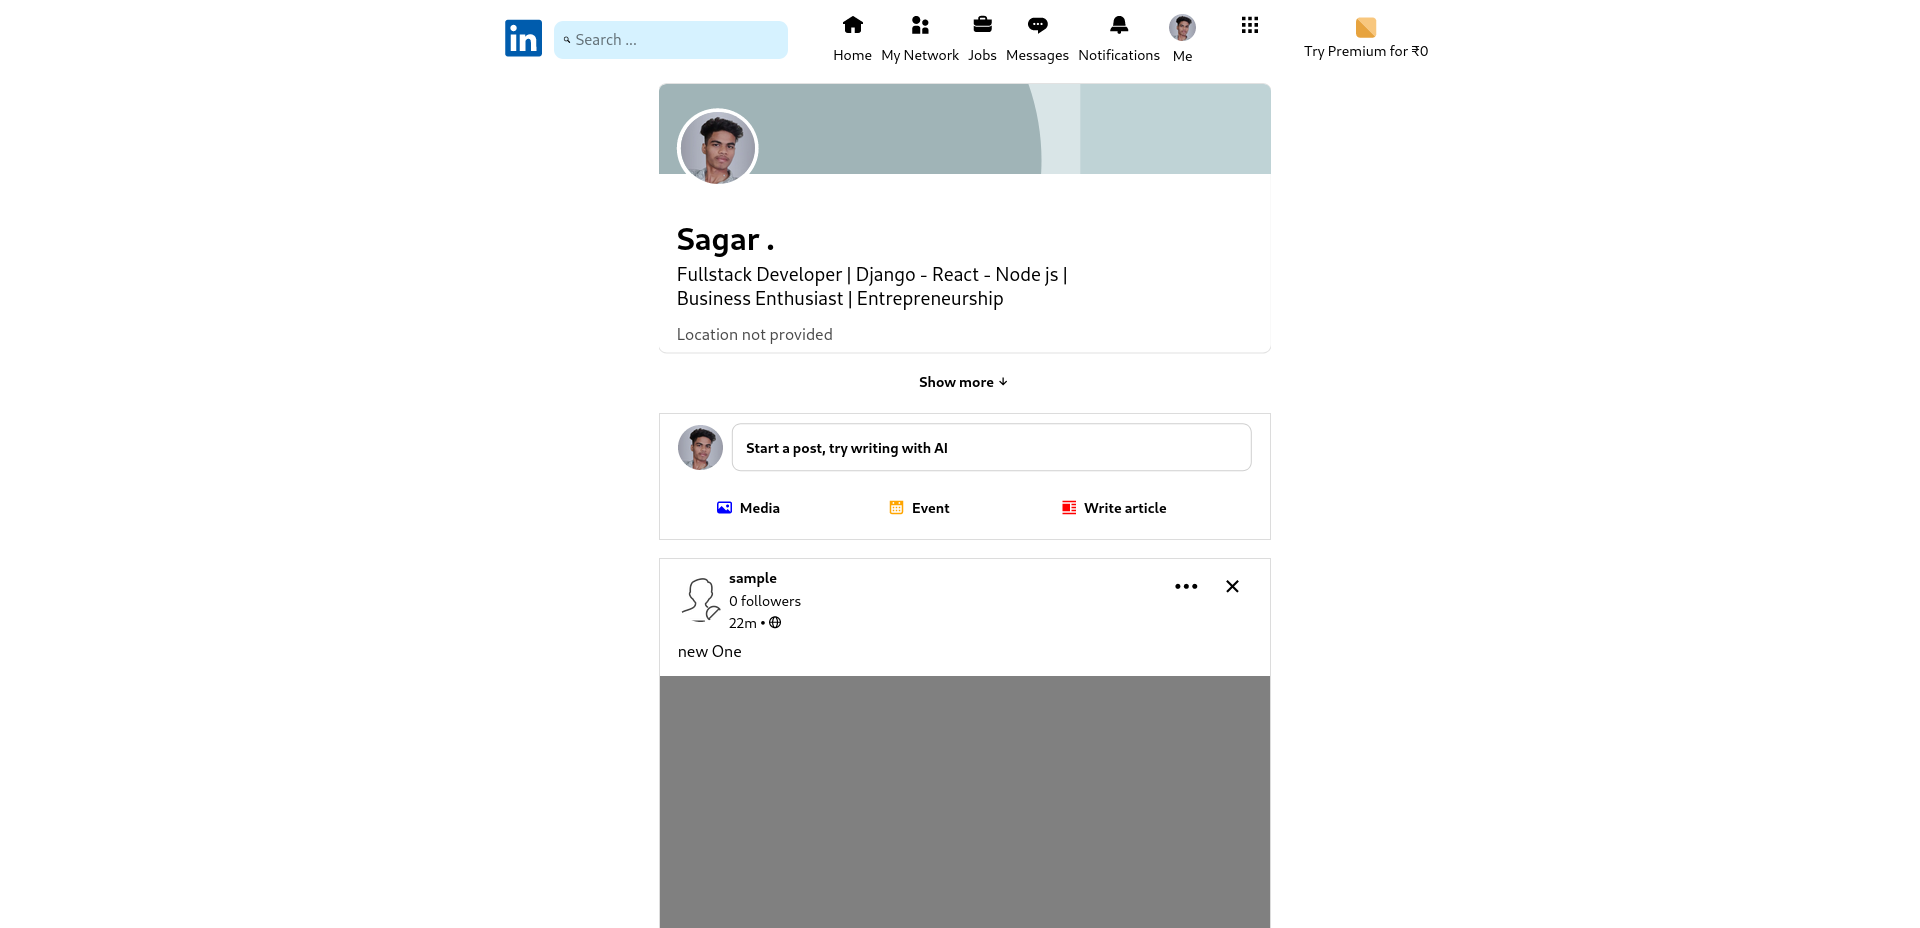 in
Search ...
Home
My Network
Jobs
Messages
Notifications
Me
Try Premium for ₹0
Sagar .
Fullstack Developer | Django - React - Node js |
Business Enthusiast | Entrepreneurship
Location not provided
Show more ↓
Start a post, try writing with AI
Media
Event
Write article
sample
0 followers
22m •
new One